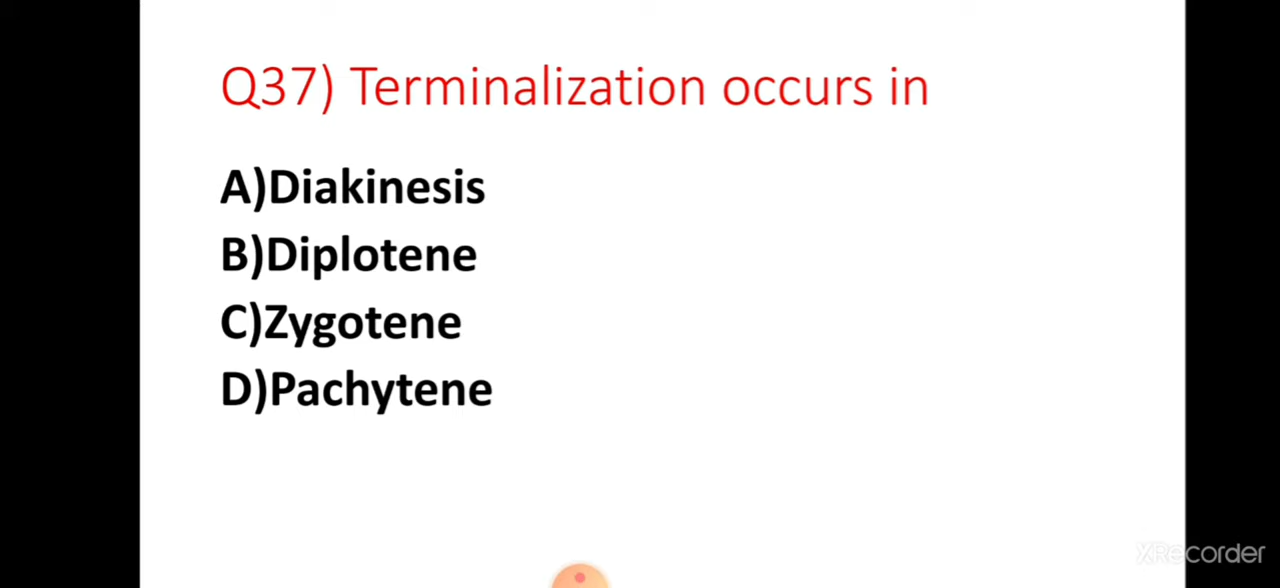 Q37) Terminalization occurs in
A)Diakinesis
B)Diplotene
C)Zygotene
D)Pachytene
XRecorder